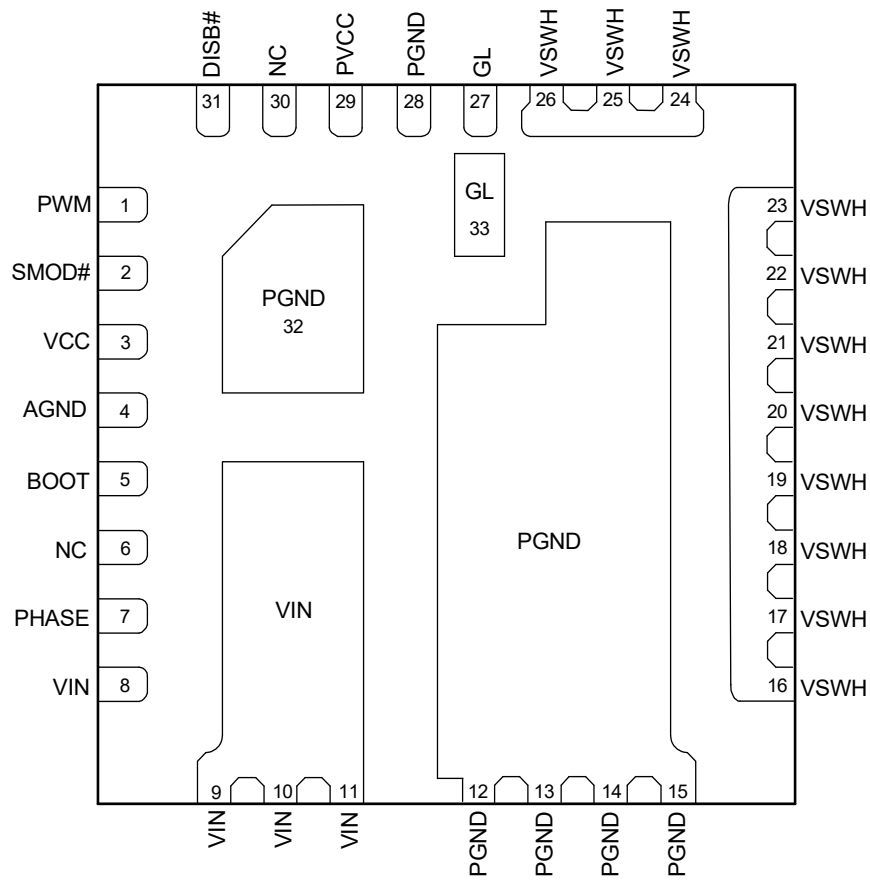 DISB#
NC
PVCC
PGND
GL
VSWH
VSWH
VSWH
31
30
29
28
27
26
25
24
PWM
1
GL
33
23
VSWH
SMOD#
2
PGND
32
22
VSWH
VCC
3
21
VSWH
AGND
4
20
VSWH
BOOT
5
19
VSWH
NC
6
PGND
18
VSWH
PHASE
7
VIN
17
VSWH
VIN
8
16
VSWH
9
10
11
12
13
14
15
VIN
VIN
VIN
PGND
PGND
PGND
PGND